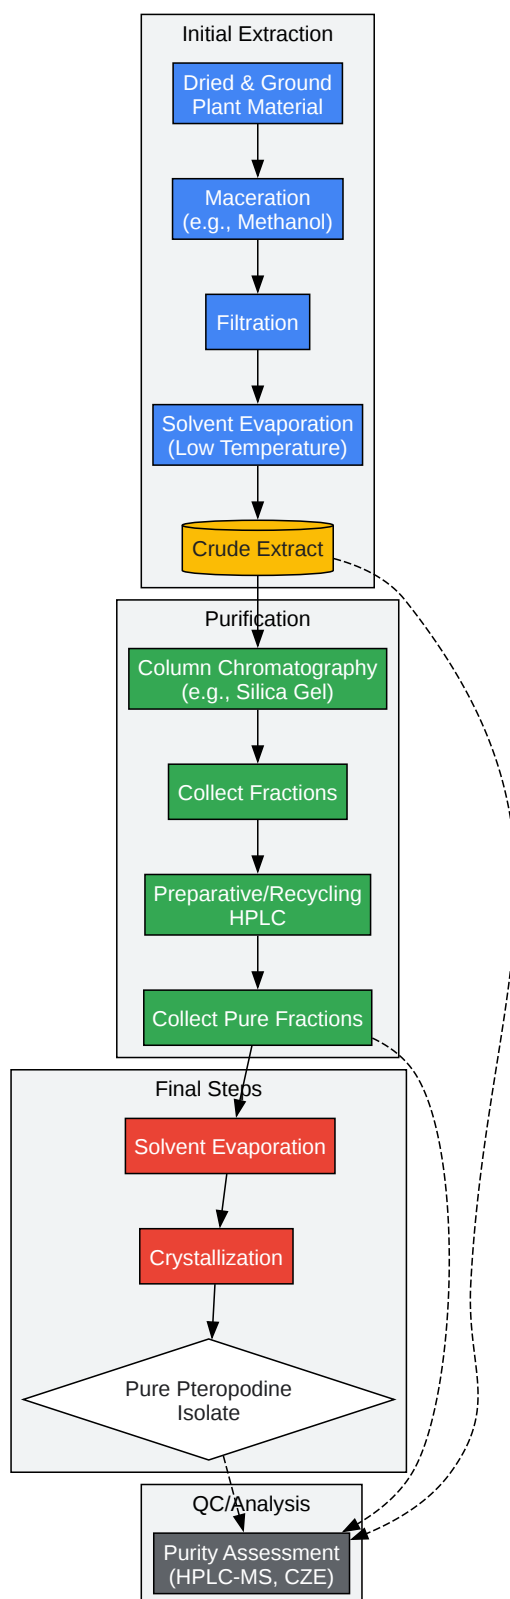 Initial Extraction
Dried & Ground
Plant Material
Maceration
(e.g., Methanol)
Filtration
Solvent Evaporation
(Low Temperature)
Crude Extract
Purification
Column Chromatography
(e.g., Silica Gel)
Collect Fractions
Preparative/Recycling
HPLC
Collect Pure Fractions
Final Steps
Solvent Evaporation
Crystallization
Pure Pteropodine
Isolate
QC/Analysis
Purity Assessment
(HPLC-MS, CZE)